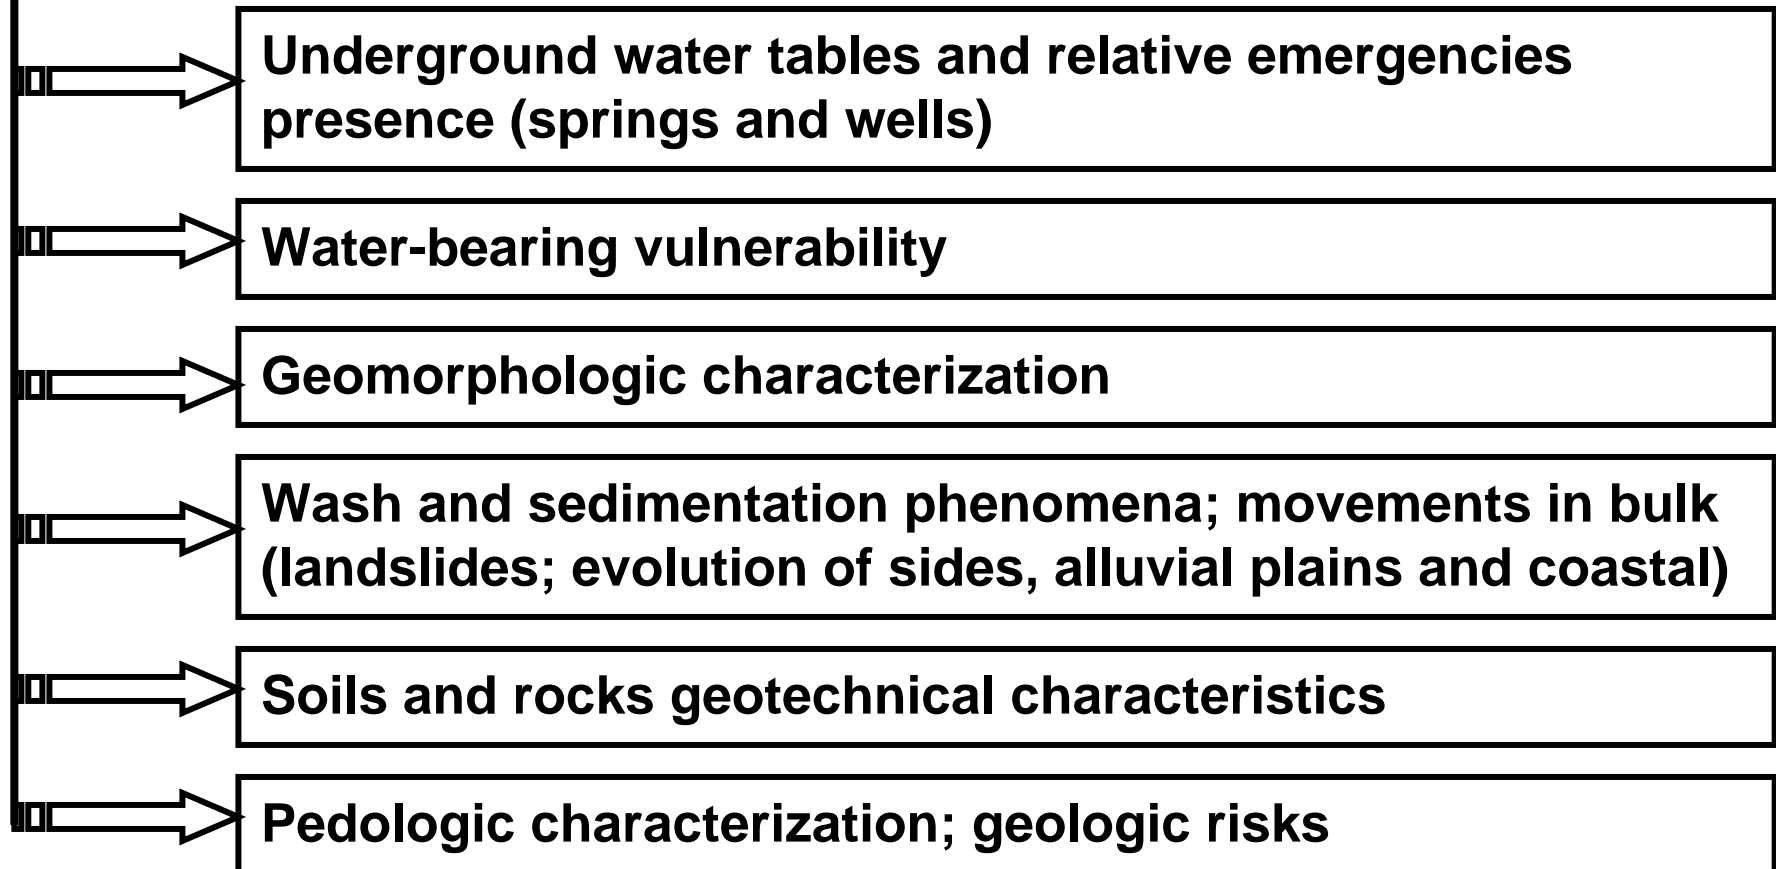 Underground water tables and relative emergencies
presence (springs and wells)
Water-bearing vulnerability
Geomorphologic characterization
Wash and sedimentation phenomena; movements in bulk
(landslides; evolution of sides, alluvial plains and coastal)
Soils and rocks geotechnical characteristics
Pedologic characterization; geologic risks